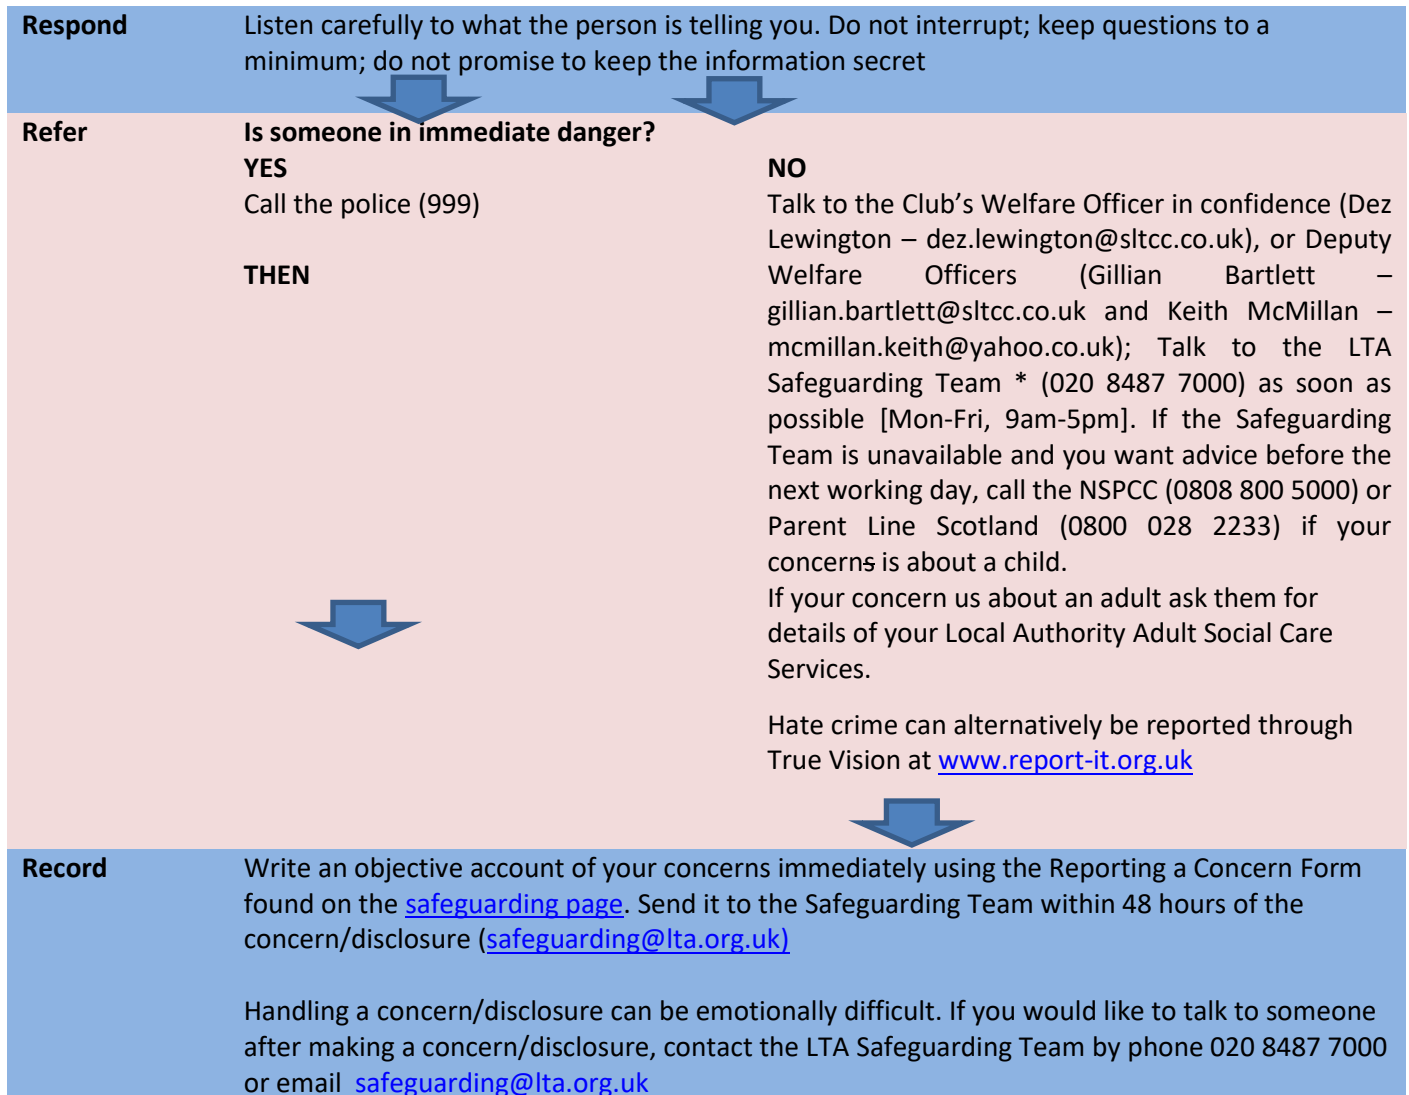 Respond
Listen carefully to what the person is telling you. Do not interrupt; keep questions to a
minimum; do not promise to keep the information secret
Refer
Is someone in immediate danger?
YES
Call the police (999)
THEN
NO
Talk to the Club’s Welfare Officer in confidence (Dez
Lewington – dez.lewington@sltcc.co.uk), or Deputy
Welfare Officers (Gillian Bartlett –
gillian.bartlett@sltcc.co.uk and Keith McMillan –
mcmillan.keith@yahoo.co.uk); Talk to the LTA
Safeguarding Team * (020 8487 7000) as soon as
possible [Mon-Fri, 9am-5pm]. If the Safeguarding
Team is unavailable and you want advice before the
next working day, call the NSPCC (0808 800 5000) or
Parent Line Scotland (0800 028 2233) if your
concerns is about a child.
If your concern us about an adult ask them for
details of your Local Authority Adult Social Care
Services.
Hate crime can alternatively be reported through
True Vision at www.report-it.org.uk
Record
Write an objective account of your concerns immediately using the Reporting a Concern Form
found on the safeguarding page. Send it to the Safeguarding Team within 48 hours of the
concern/disclosure (safeguarding@lta.org.uk)
Handling a concern/disclosure can be emotionally difficult. If you would like to talk to someone
after making a concern/disclosure, contact the LTA Safeguarding Team by phone 020 8487 7000
or email safeguarding@lta.org.uk